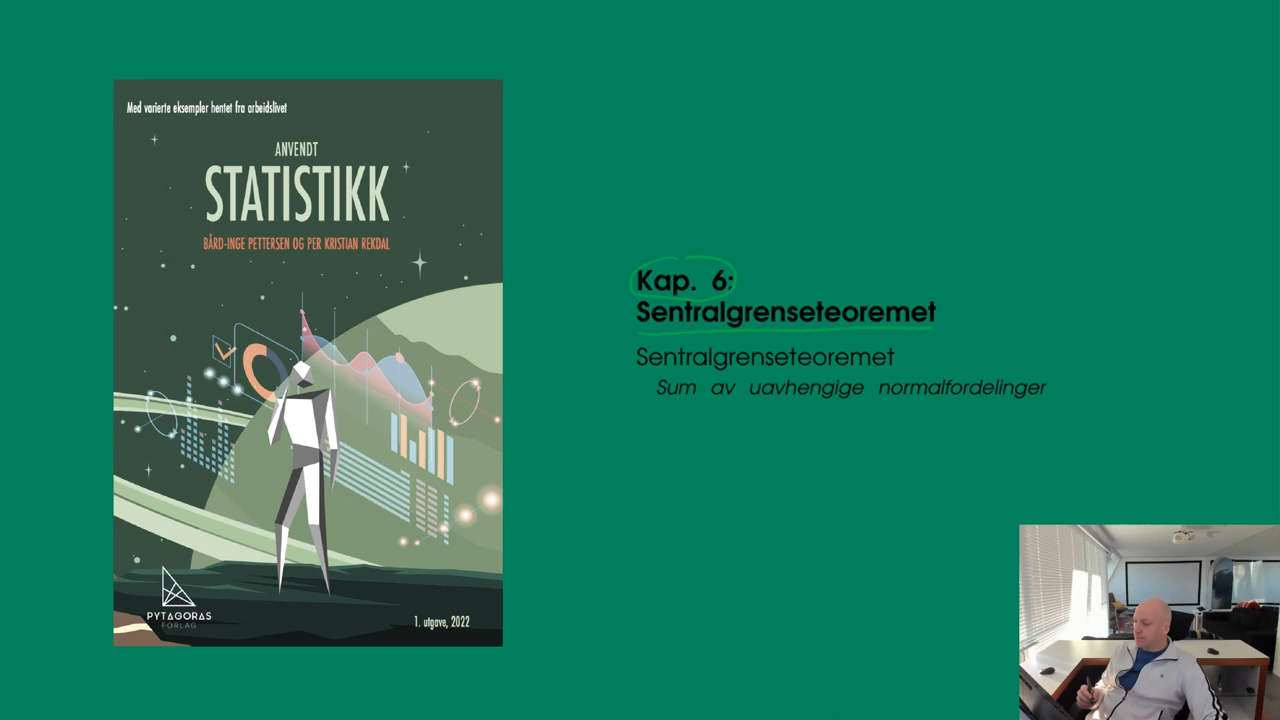 Med varierte eksempler hentet fra arbeidslivet
ANVENDT
STATISTIKK
BÅRD-INGE PETTERSEN OG PER KRISTIAN REKDAL
PYTAGORAS
FORLAG
1. utgave, 2022
Kap. 6:
Sentralgrenseteoremet
Sentralgrenseteoremet
Sum av uavhengige normalfordelinger